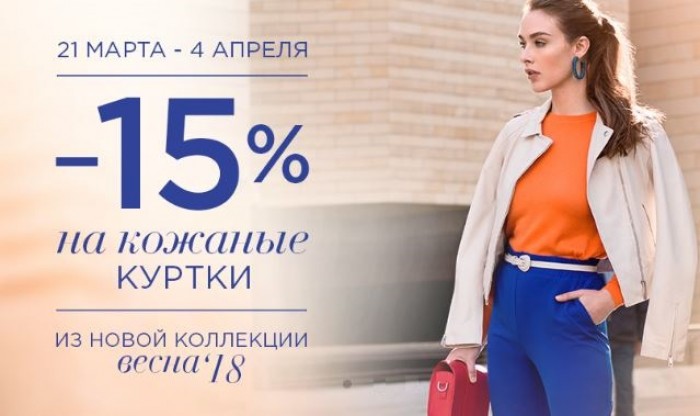 21 МАРТА - 4 АПРЕЛЯ
-15%
на кожаные
КУРТКИ
ИЗ НОВОЙ КОЛЛЕКЦИИ
весна'18